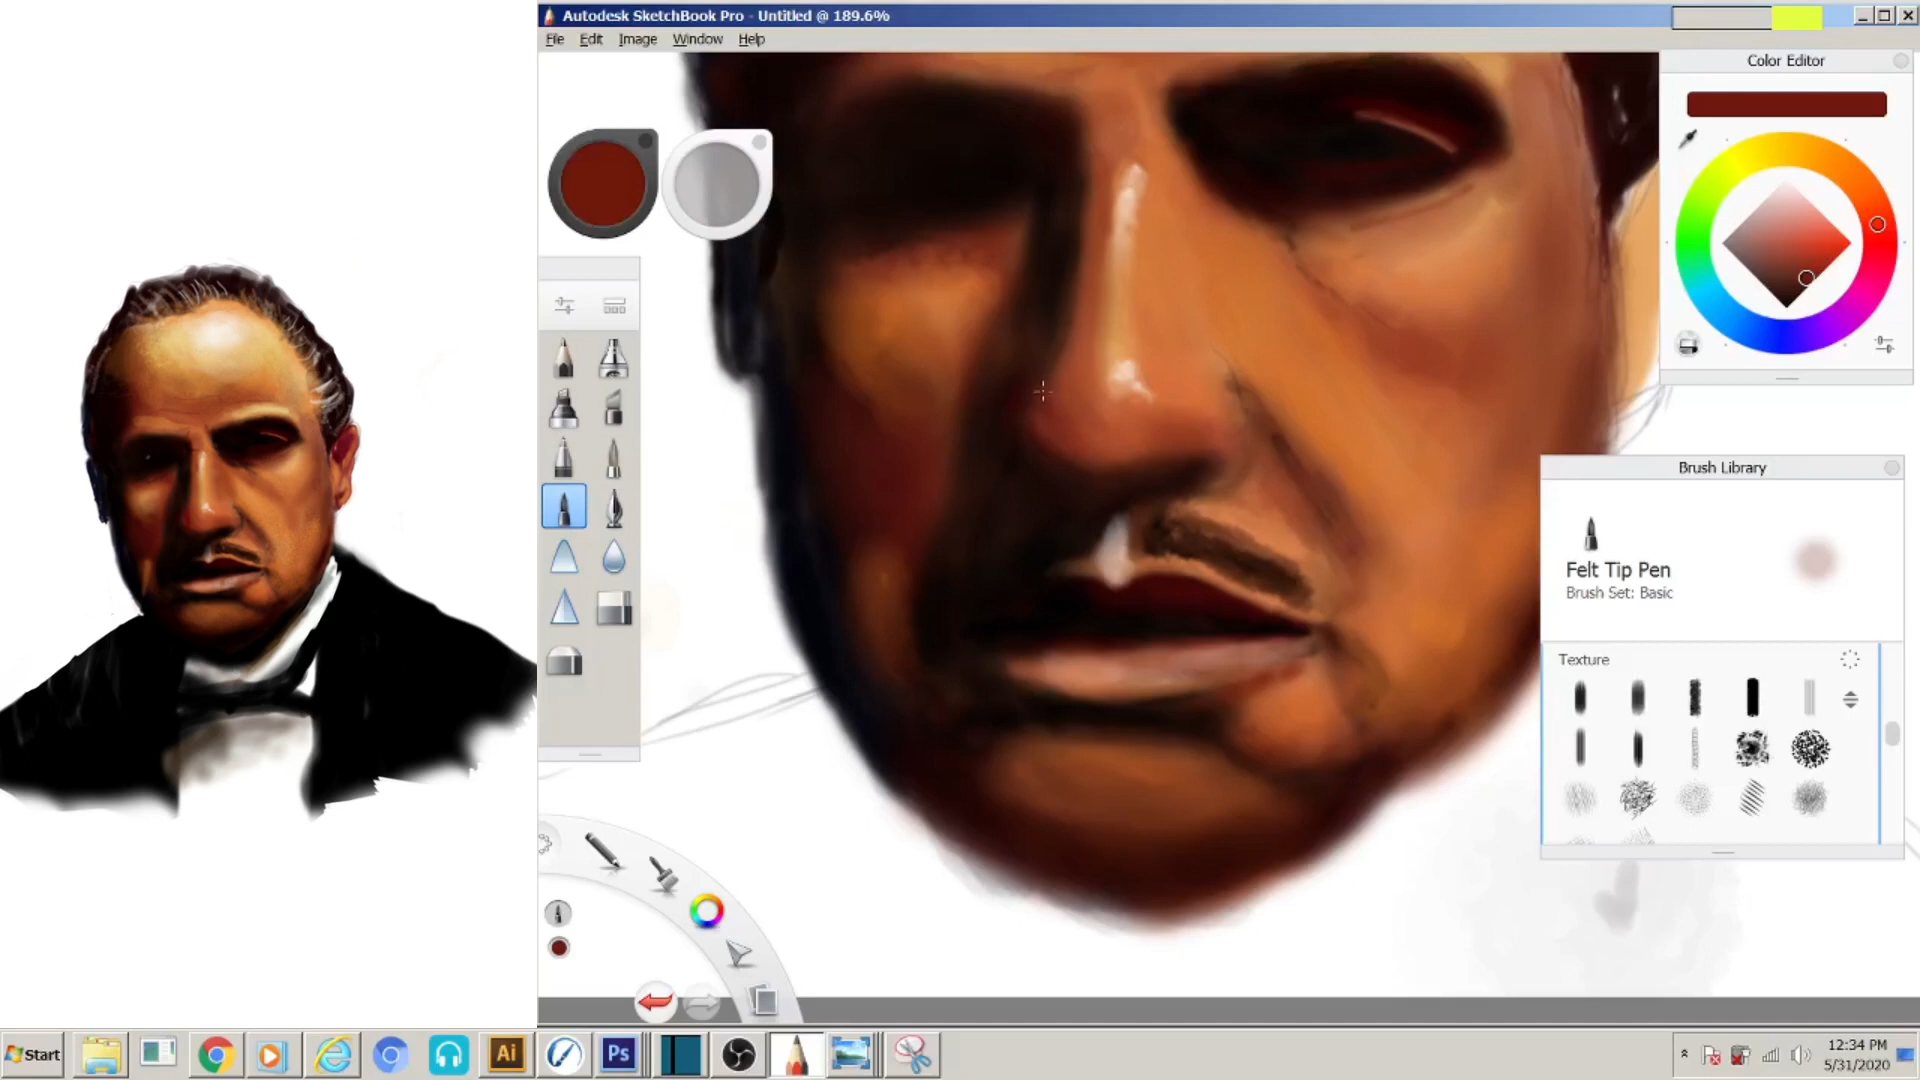 Autodesk SketchBook Pro - Untitled @ 189.6%
File Edit Image Window Help
Color Editor
Brush Library
Felt Tip Pen
Brush Set: Basic
Texture
Start
Ai
Ps
12:34 PM
5/31/2020